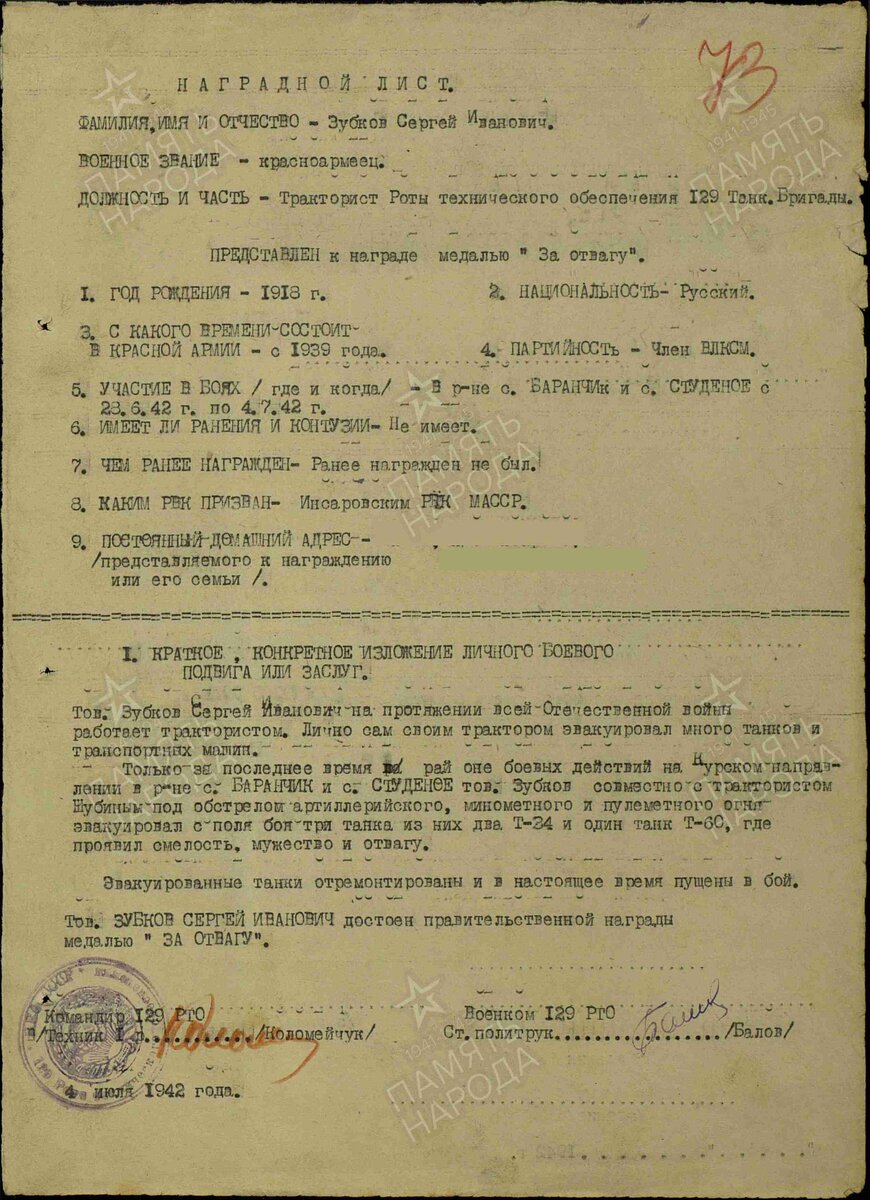 73
НАГРАДНОЙ ЛИСТ.
ФАМИЛИЯ, ИМЯ И ОТЧЕСТВО - Зубков Сергей Иванович.
ВОЕННОЕ ЗВАНИЕ - красноармеец.
ДОЛЖНОСТЬ И ЧАСТЬ - Тракторист Роты технического обеспечения 129 Танк. Бригады.
ПРЕДСТАВЛЕН к награде медалью " За отвагу".
1. ГОД РОЖДЕНИЯ - 1918 г. 2. НАЦИОНАЛЬНОСТЬ- Русский.
3. С КАКОГО ВРЕМЕНИ СОСТОИТ
В КРАСНОЙ АРМИИ - с 1939 года. 4. ПАРТИЙНОСТЬ - Член ВЛКСМ.
5. УЧАСТИЕ В БОЯХ / где и когда/ - В р-не с. БАРАНЧИК и с. СТУДЕНОЕ с
28.6.42 г. по 4.7.42 г.
6. ИМЕЕТ ЛИ РАНЕНИЯ И КОНТУЗИИ- Не имеет.
7. ЧЕМ РАНЕЕ НАГРАЖДЕН- Ранее награжден не был.
8. КАКИМ РВК ПРИЗВАН- Инсаровским РВК МАССР.
9. ПОСТОЯННЫЙ ДОМАШНИЙ АДРЕС-
/представляемого к награждению
или его семьи /.
I. КРАТКОЕ , КОНКРЕТНОЕ ИЗЛОЖЕНИЕ ЛИЧНОГО БОЕВОГО
ПОДВИГА ИЛИ ЗАСЛУГ.
Тов. Зубков Сергей Иванович на протяжении всей Отечественной войны
работает трактористом. Лично сам своим трактором эвакуировал много танков и
транспортных машин.
Только за последнее время рай оне боевых действий на Курском направ-
лении в р-не с. БАРАНЧИК и с. СТУДЕНОЕ тов. Зубков совместно с трактористом
Шубиным под обстрелом артиллерийского, минометного и пулеметного огня
эвакуировал с поля боя три танка из них два Т-34 и один танк Т-60, где
проявил смелость, мужество и отвагу.
Эвакуированные танки отремонтированы и в настоящее время пущены в бой.
Тов. ЗУБКОВ СЕРГЕЙ ИВАНОВИЧ достоен правительственной награды
медалью " ЗА ОТВАГУ".
Командир 129 РТО Военком 129 РТО
в/Техник I р. /Коломейчук/ Ст. политрук. /Балов/
4 июля 1942 года.
ПАМЯТЬ НАРОДА
1941-1945